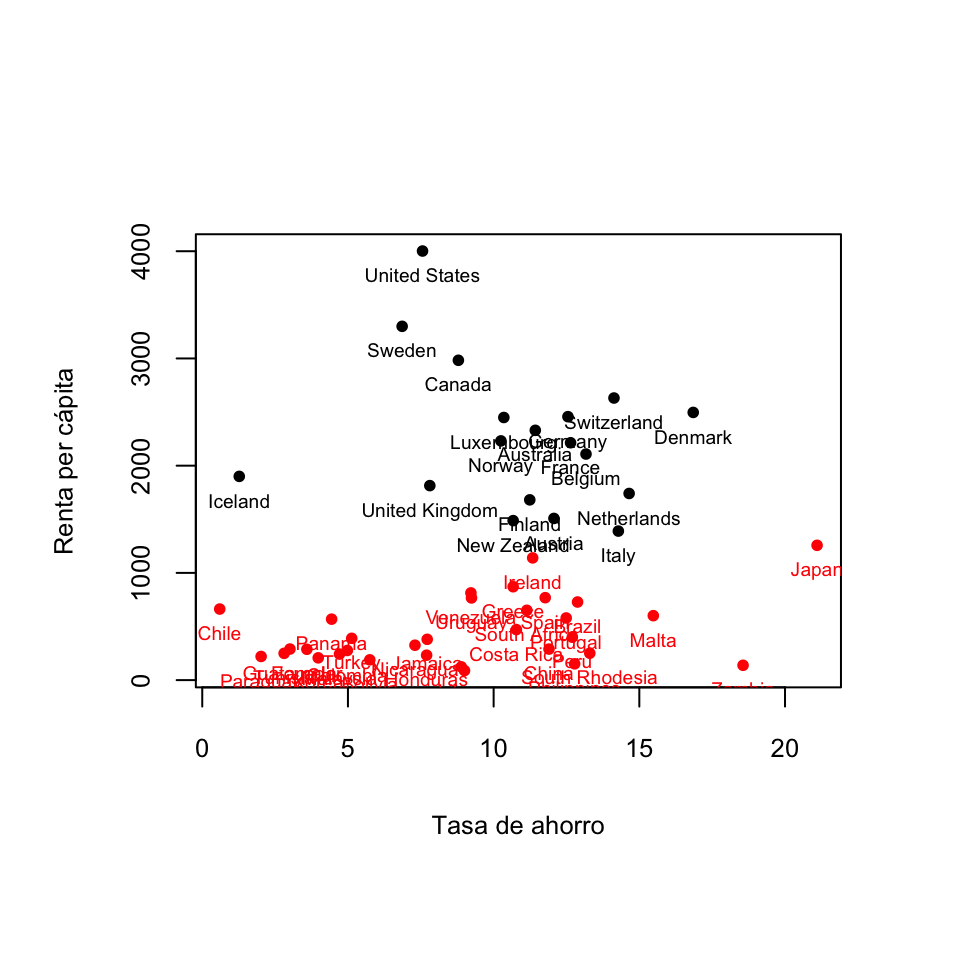 4000
United States
3000
Sweden
Canada
Switzerland
Denmark
Luxembourg
Germany
Australia
2000
Norway
France
Belgium
Iceland
United Kingdom
Netherlands
Finland
New Zealand
Austria
Italy
1000
Japan
Ireland
Greece
Venezuela
Uruguay
Spain
Brazil
Chile
South Africa
Malta
Panama
Portugal
Costa Rica
Turkey
Jamaica
Peru
Nicaragua
China
South Rhodesia
Honduras
0
0 5 10 15 20
Renta per cápita
Tasa de ahorro